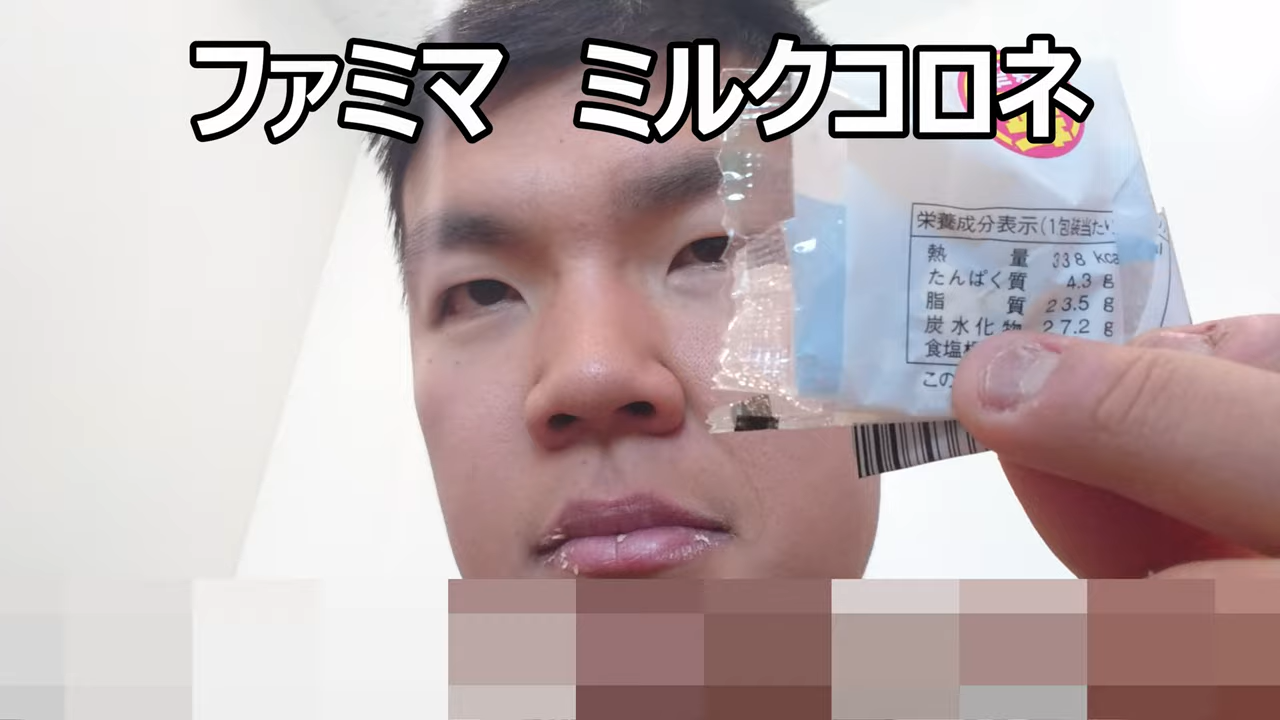 ファミマ ミルクコロネ
栄養成分表示(1包装当たり)
熱量 338 kcal
たんぱく質 4.3 g
脂質 23.5 g
炭水化物 27.2 g
食塩相
この